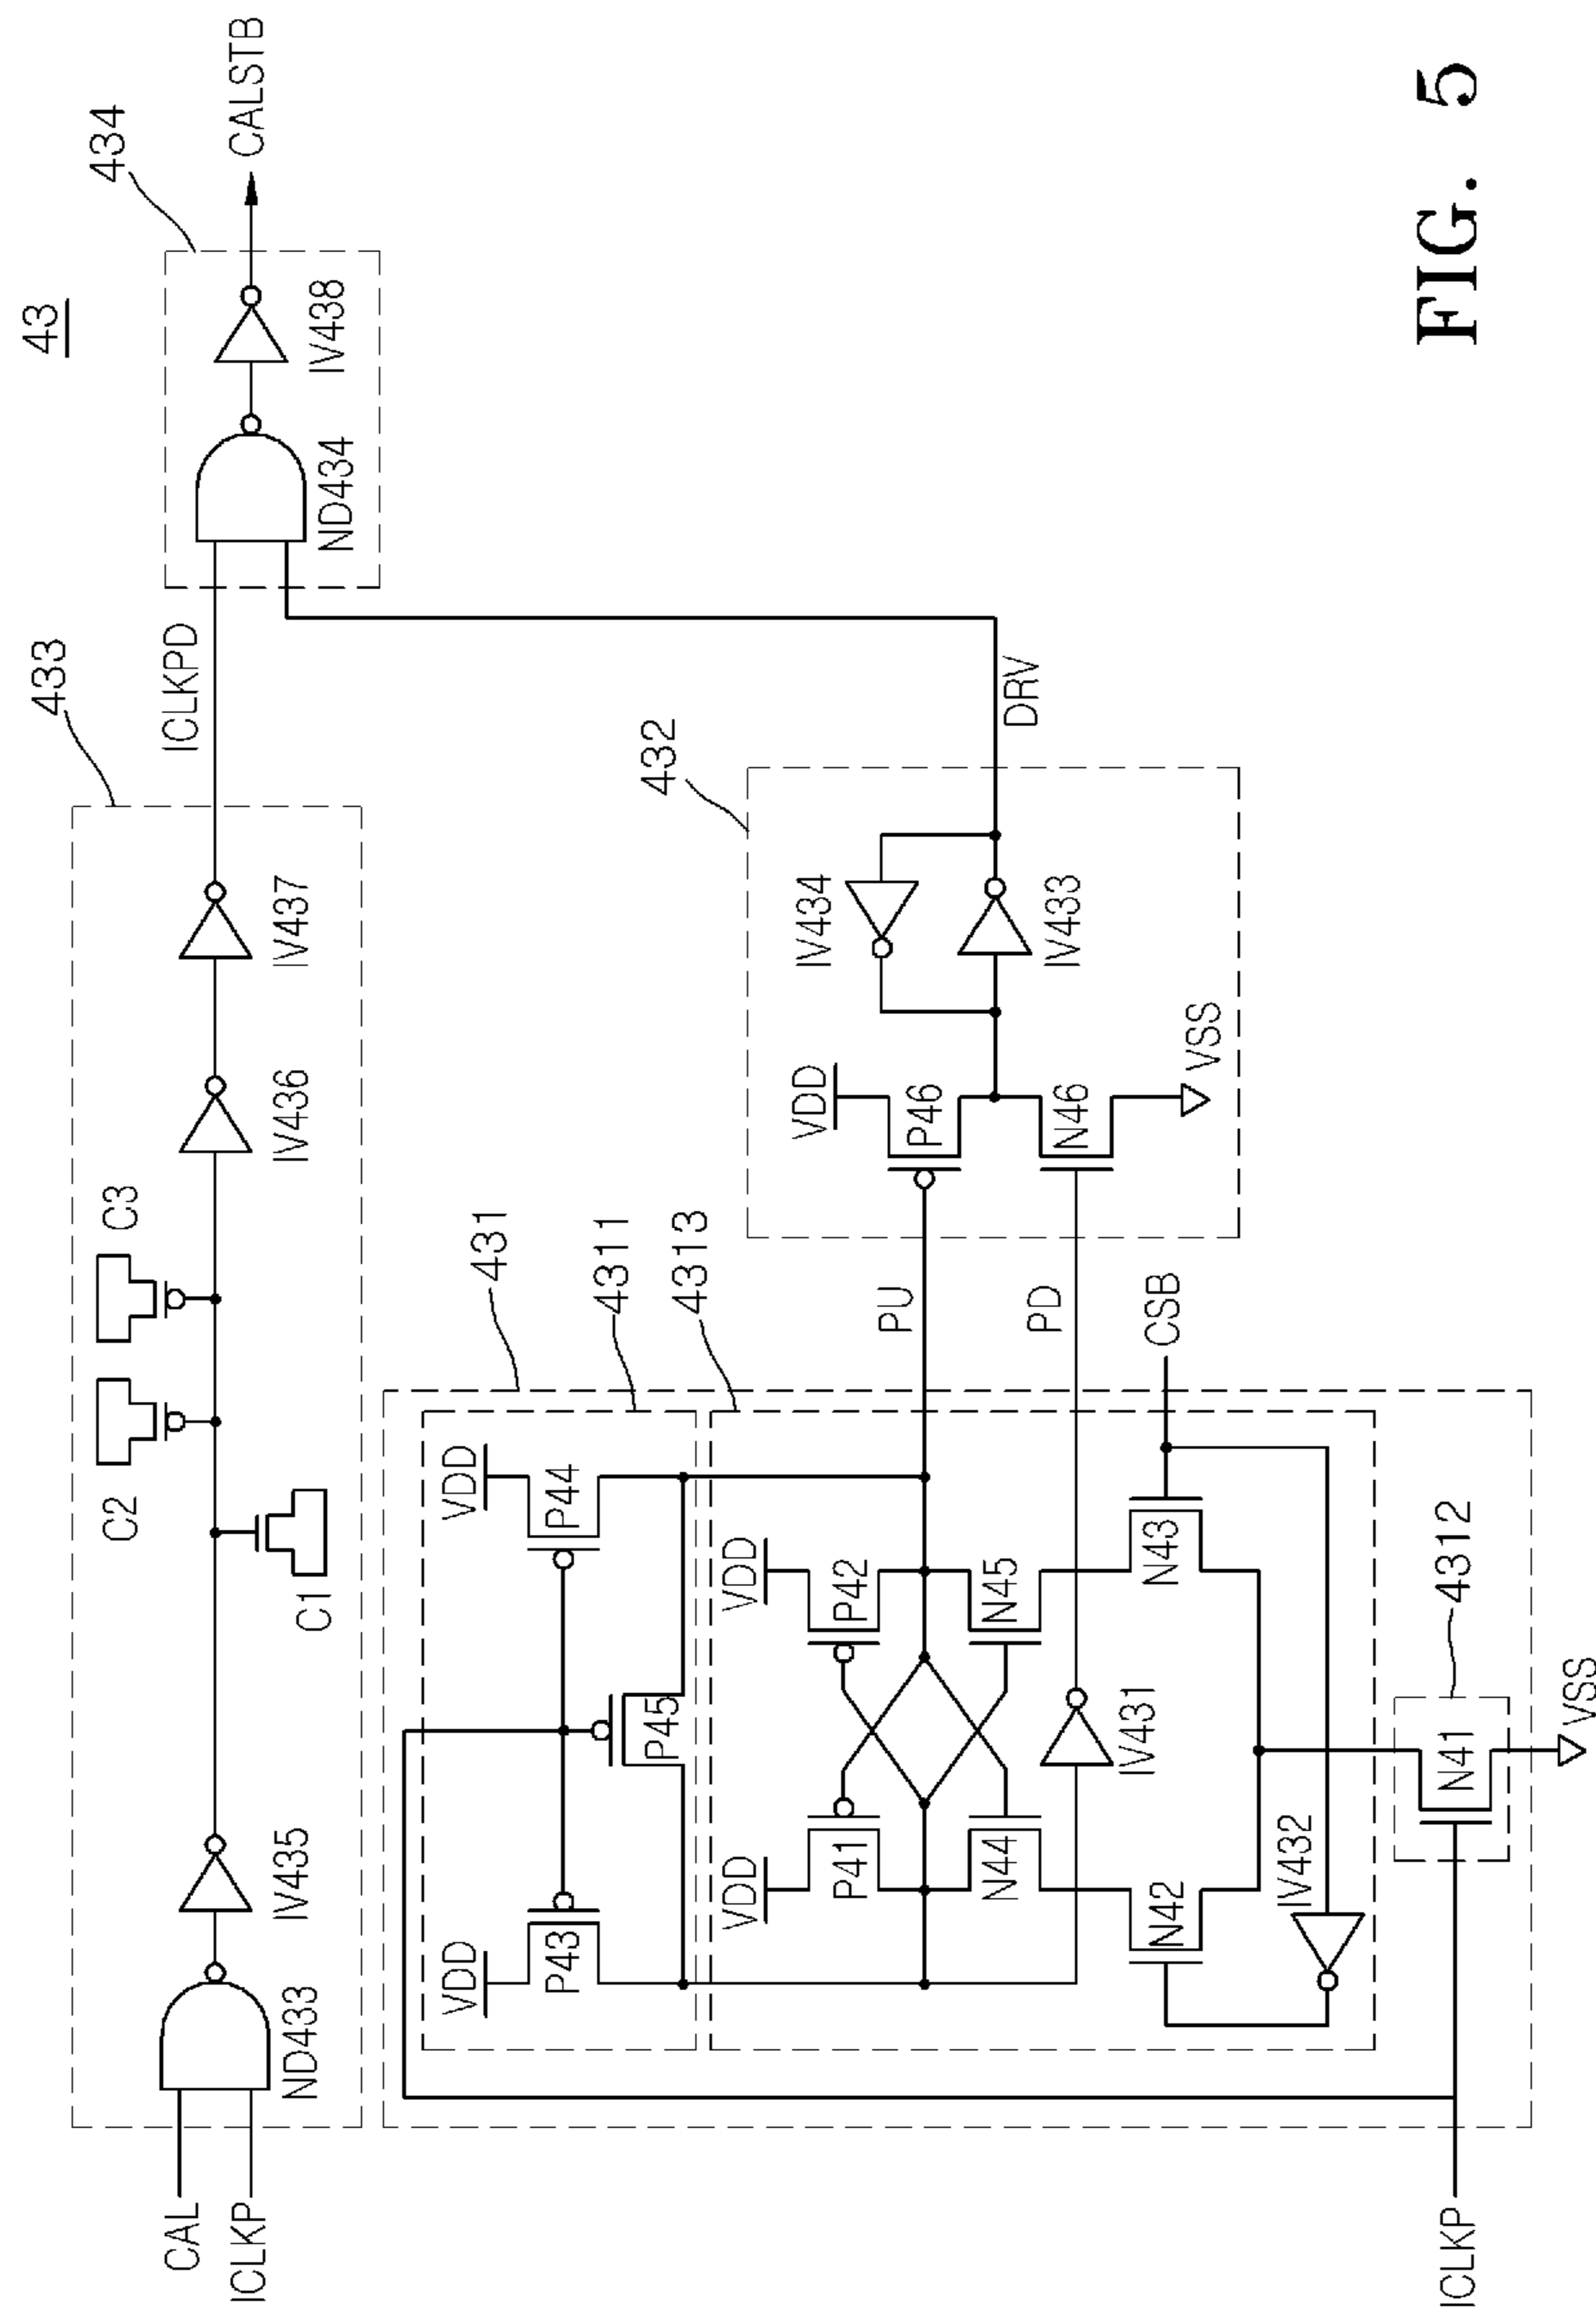 43
433
434
CAL
ICLKP
ND433
IV435
C1
C2
C3
IV436
IV437
ICLKPD
ND434
IV438
CALSTB
431
4311
4313
432
VDD
P43
VDD
P44
P45
VDD
P41
VDD
P42
N44
N45
IV431
N42
N43
IV432
CSB
PU
PD
VDD
P46
N46
VSS
IV434
IV433
DRV
4312
N41
VSS
ICLKP
FIG. 5